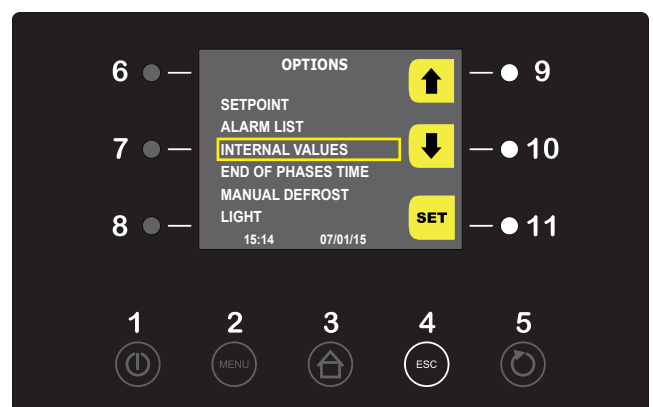 OPTIONS
6
9
SETPOINT
ALARM LIST
7
INTERNAL VALUES
10
END OF PHASES TIME
MANUAL DEFROST
8
LIGHT
SET
11
15:14 07/01/15
1 2 3 4 5
MENU ESC